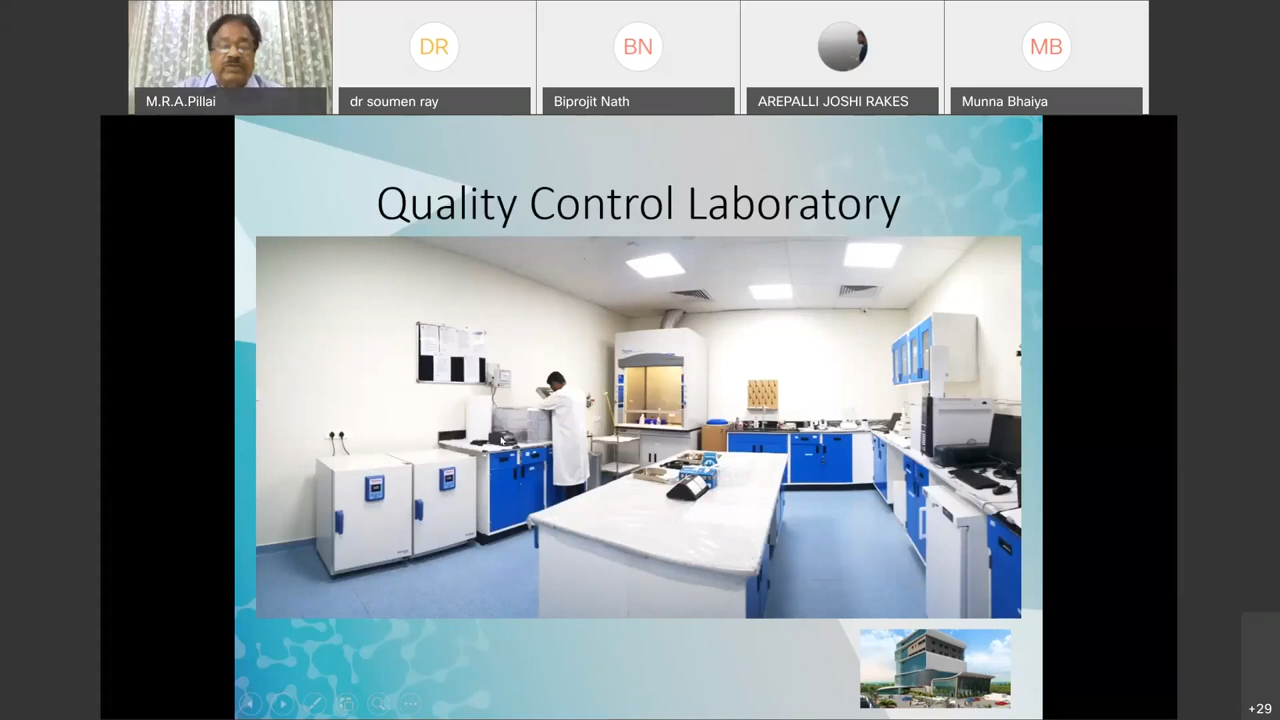 DR
BN
MB
M.R.A.Pillai
dr soumen ray
Biprojit Nath
AREPALLI JOSHI RAKES
Munna Bhaiya
Quality Control Laboratory
+29